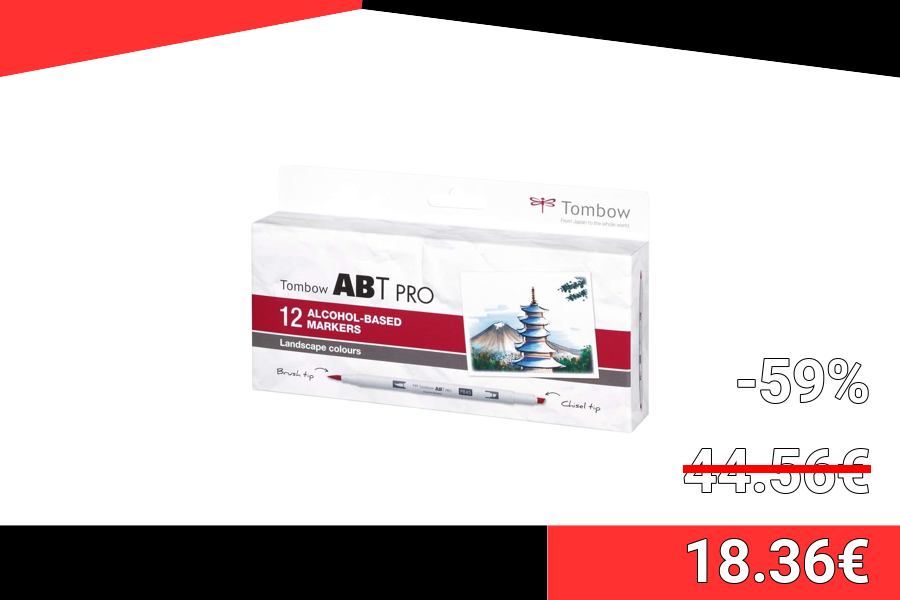 Tombow
From Japan to the whole world.
Tombow ABT PRO
12 ALCOHOL-BASED
MARKERS
Landscape colours
Brush tip
Chisel tip
-59%
44.56€
18.36€